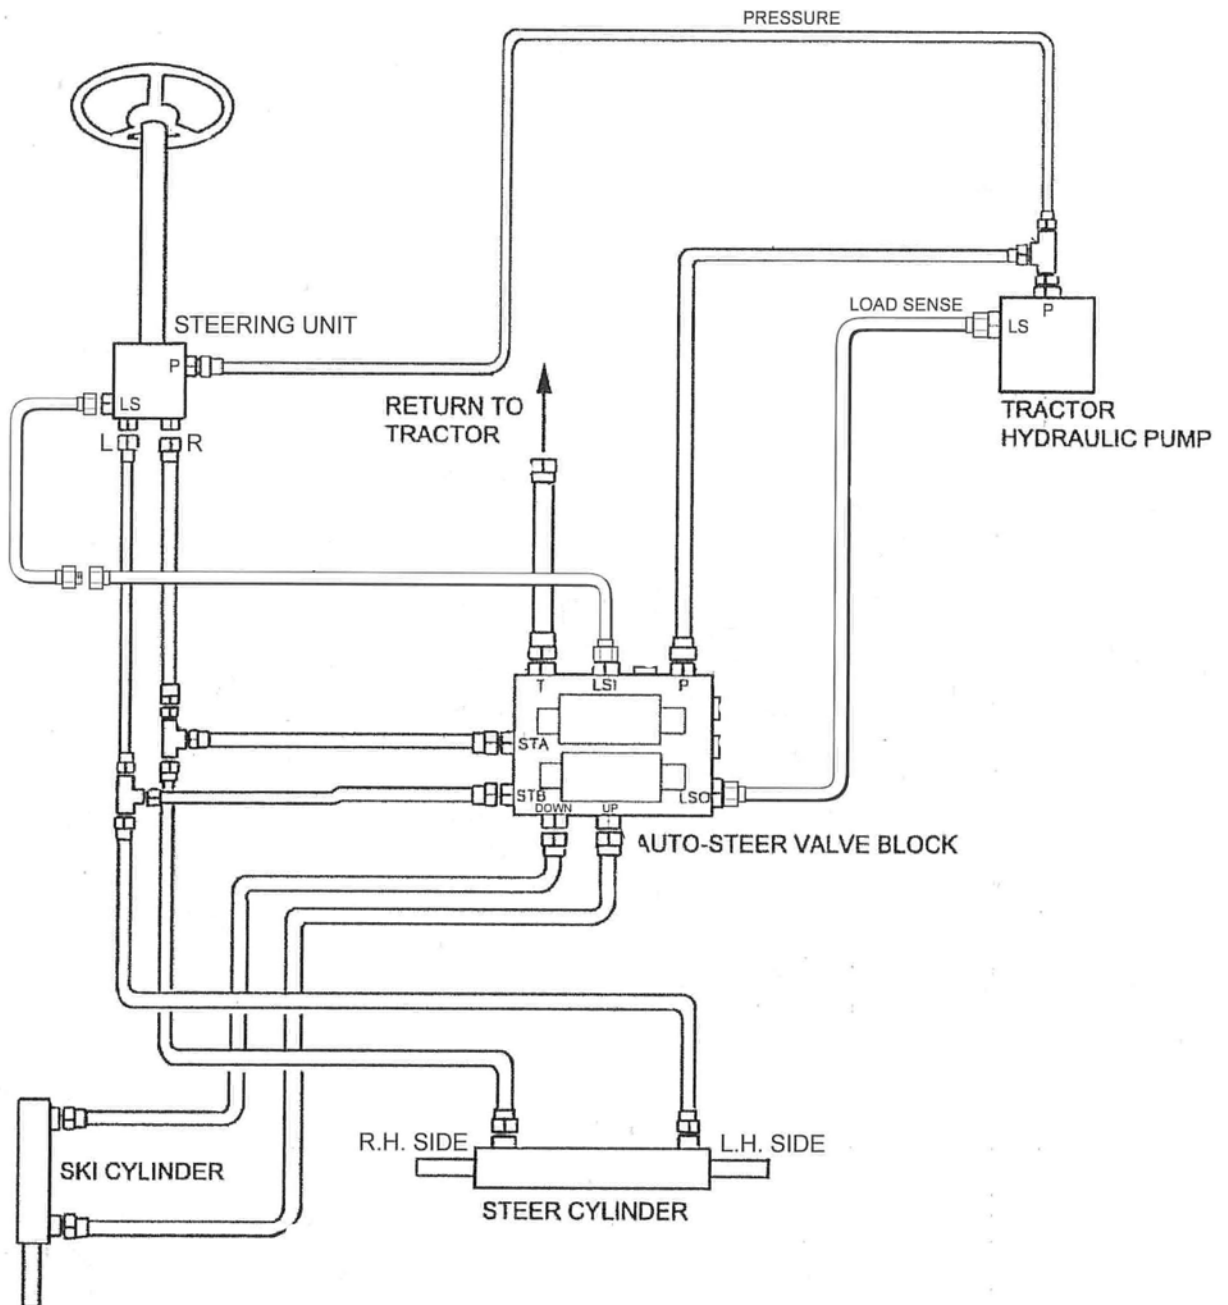 PRESSURE
STEERING UNIT
P
LS
L
R
RETURN TO
TRACTOR
LOAD SENSE
P
LS
TRACTOR
HYDRAULIC PUMP
T
LS1
P
STA
STB
LSO
DOWN
UP
AUTO-STEER VALVE BLOCK
R.H. SIDE
L.H. SIDE
SKI CYLINDER
STEER CYLINDER